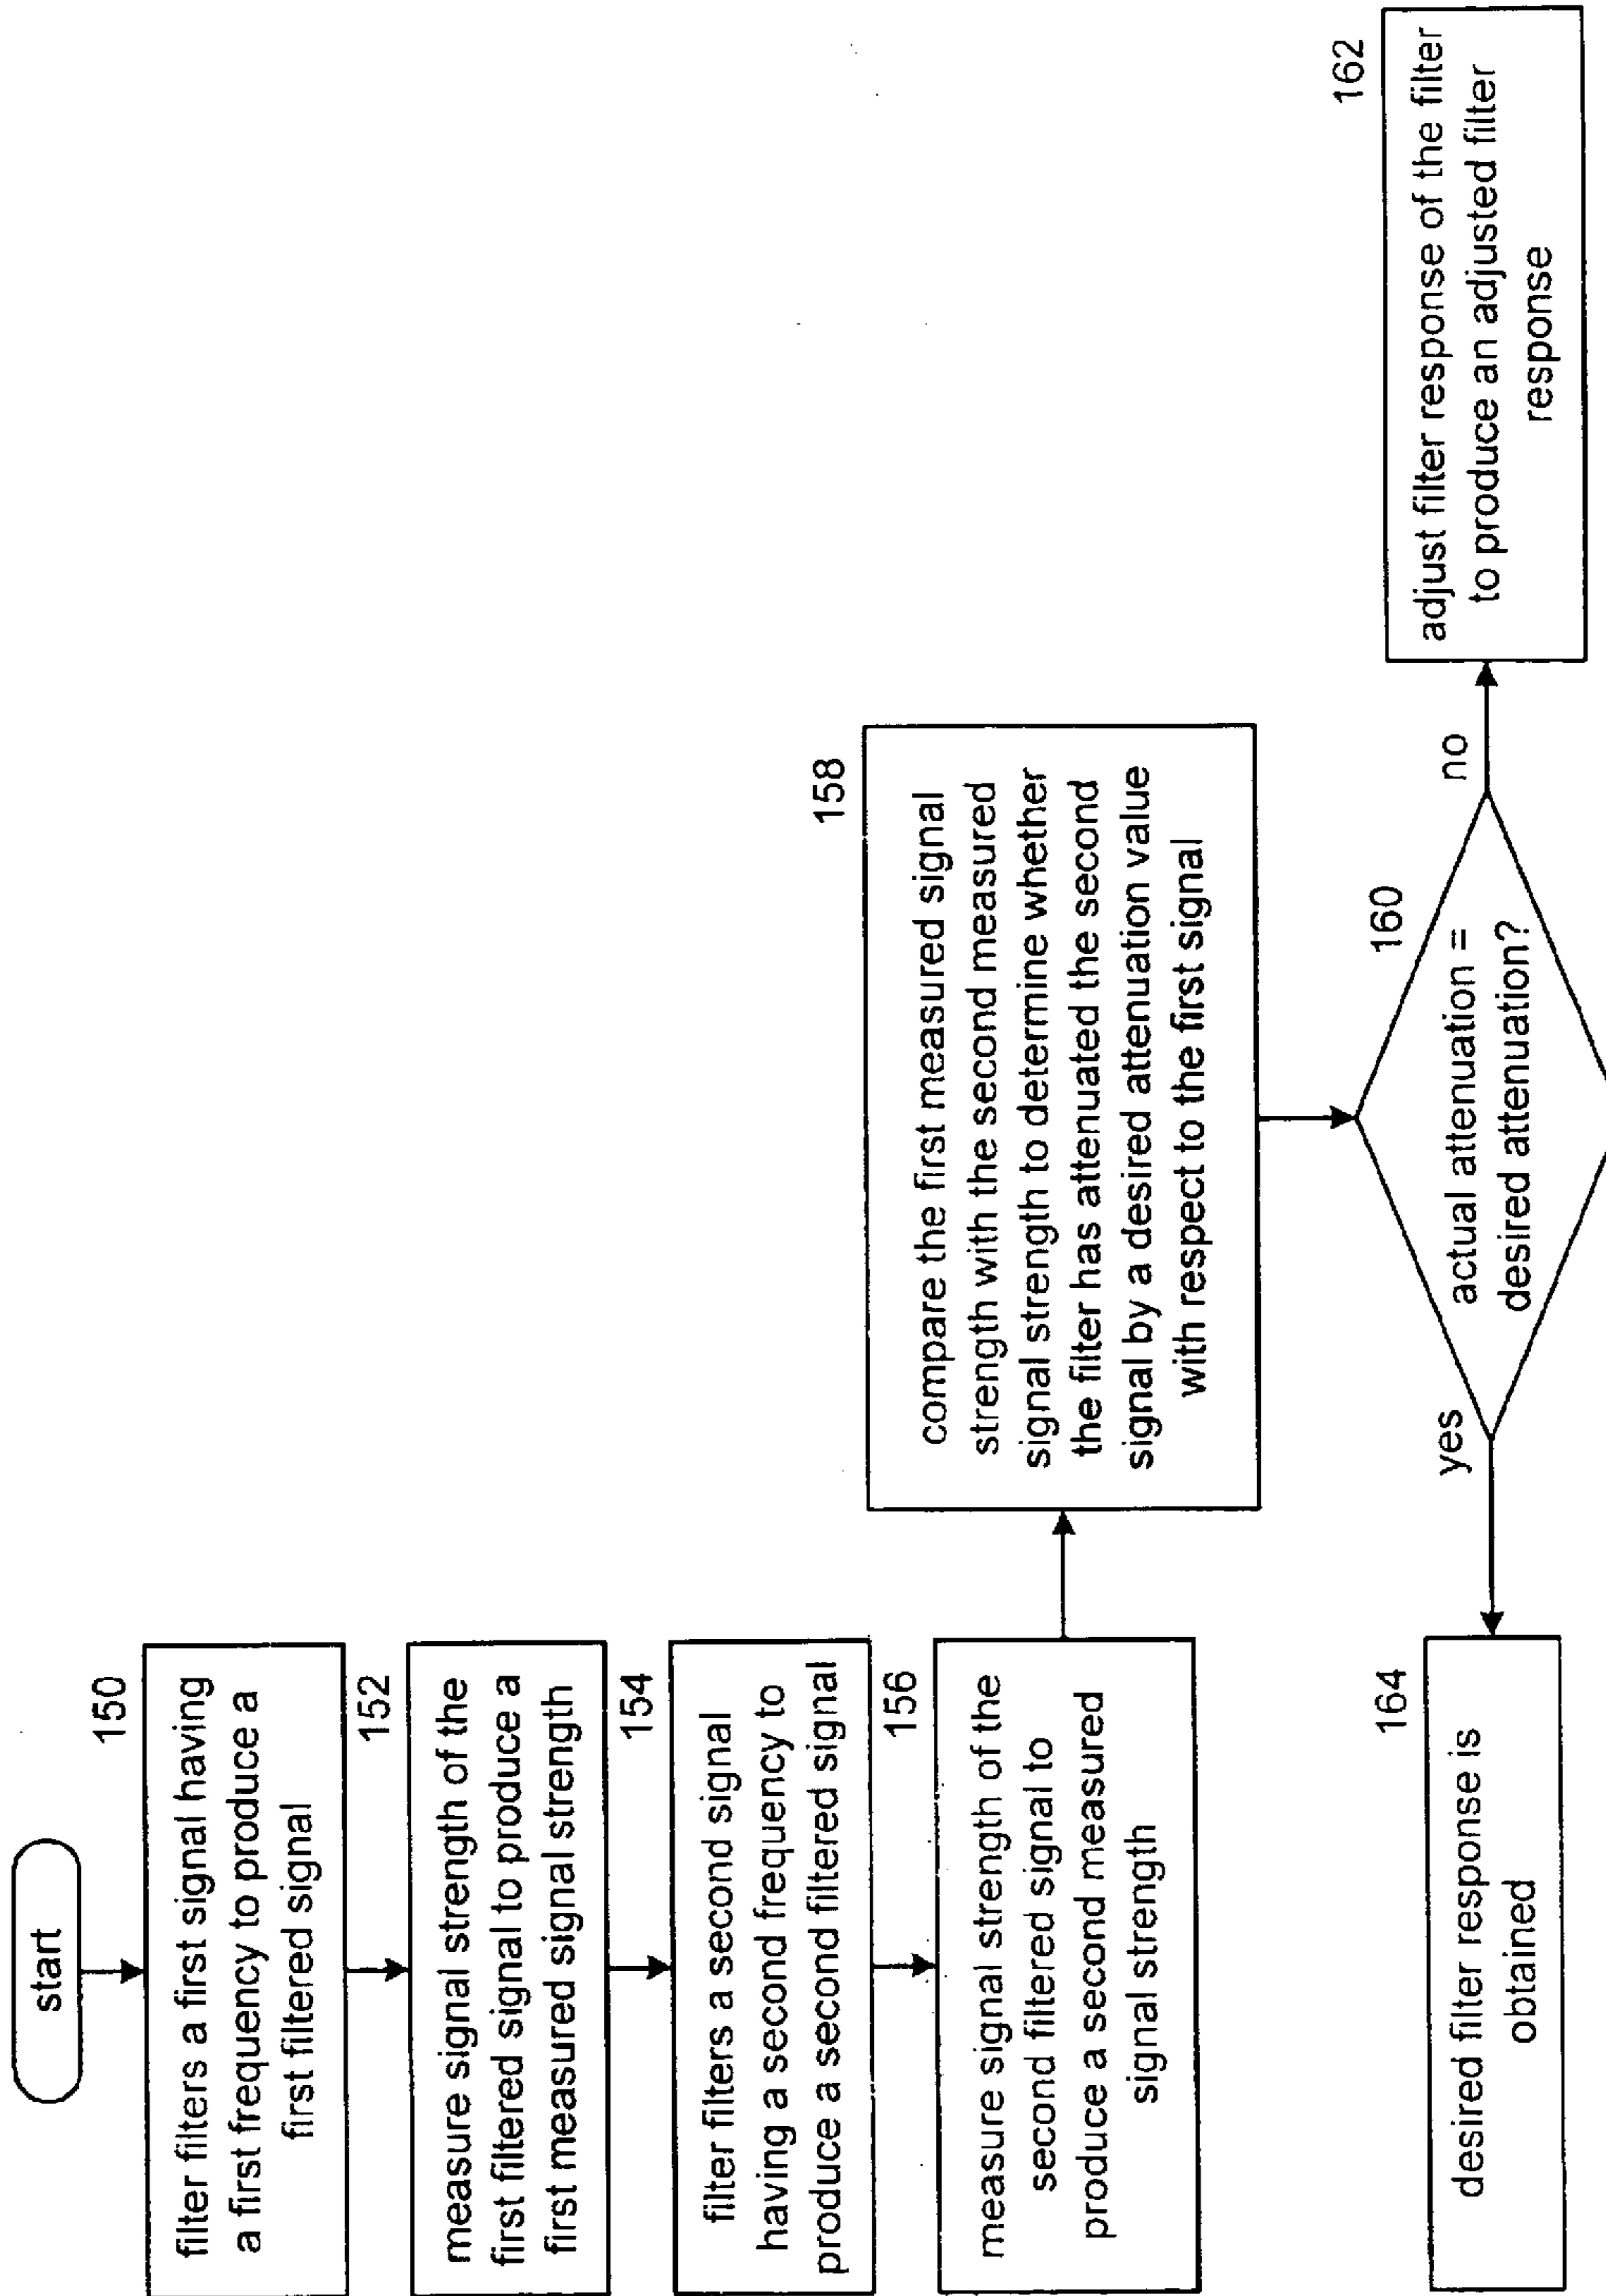 start
150
filter filters a first signal having
a first frequency to produce a
first filtered signal
152
measure signal strength of the
first filtered signal to produce a
first measured signal strength
154
filter filters a second signal
having a second frequency to
produce a second filtered signal
156
measure signal strength of the
second filtered signal to
produce a second measured
signal strength
158
compare the first measured signal
strength with the second measured
signal strength to determine whether
the filter has attenuated the second
signal by a desired attenuation value
with respect to the first signal
160
actual attenuation =
desired attenuation?
yes
no
162
adjust filter response of the filter
to produce an adjusted filter
response
164
desired filter response is
obtained